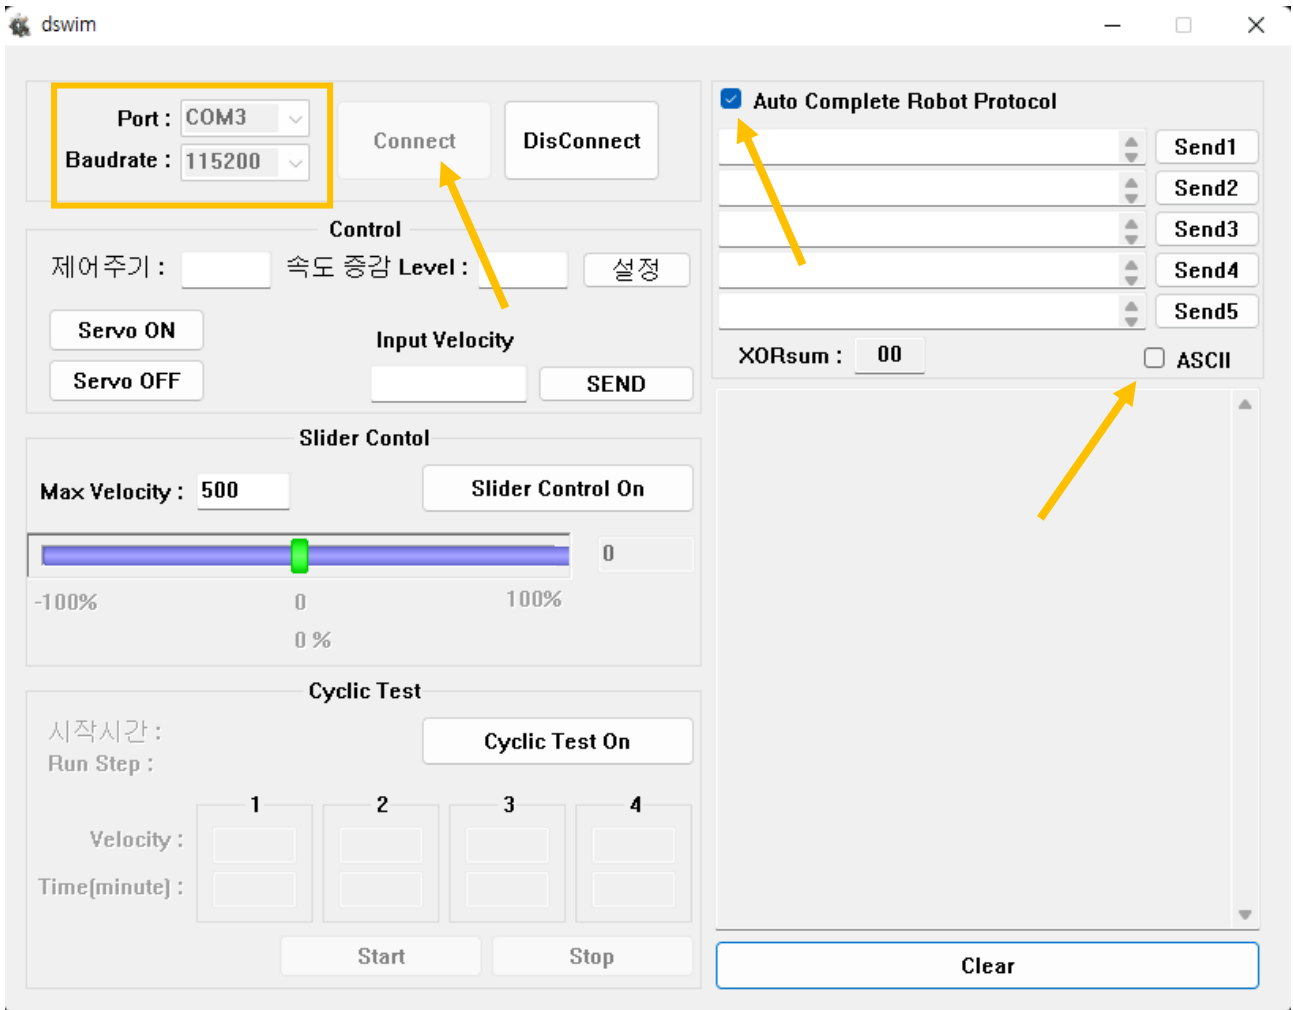 dswim
Port : COM3
Baudrate : 115200
Connect
DisConnect
Control
제어주기 :
속도 증감 Level :
설정
Servo ON
Servo OFF
Input Velocity
SEND
Slider Contol
Max Velocity : 500
Slider Control On
0
-100%
0
100%
0 %
Cyclic Test
시작시간 :
Run Step :
Cyclic Test On
1 2 3 4
Velocity :
Time(minute) :
Start
Stop
Auto Complete Robot Protocol
Send1
Send2
Send3
Send4
Send5
XORsum : 00
ASCII
Clear